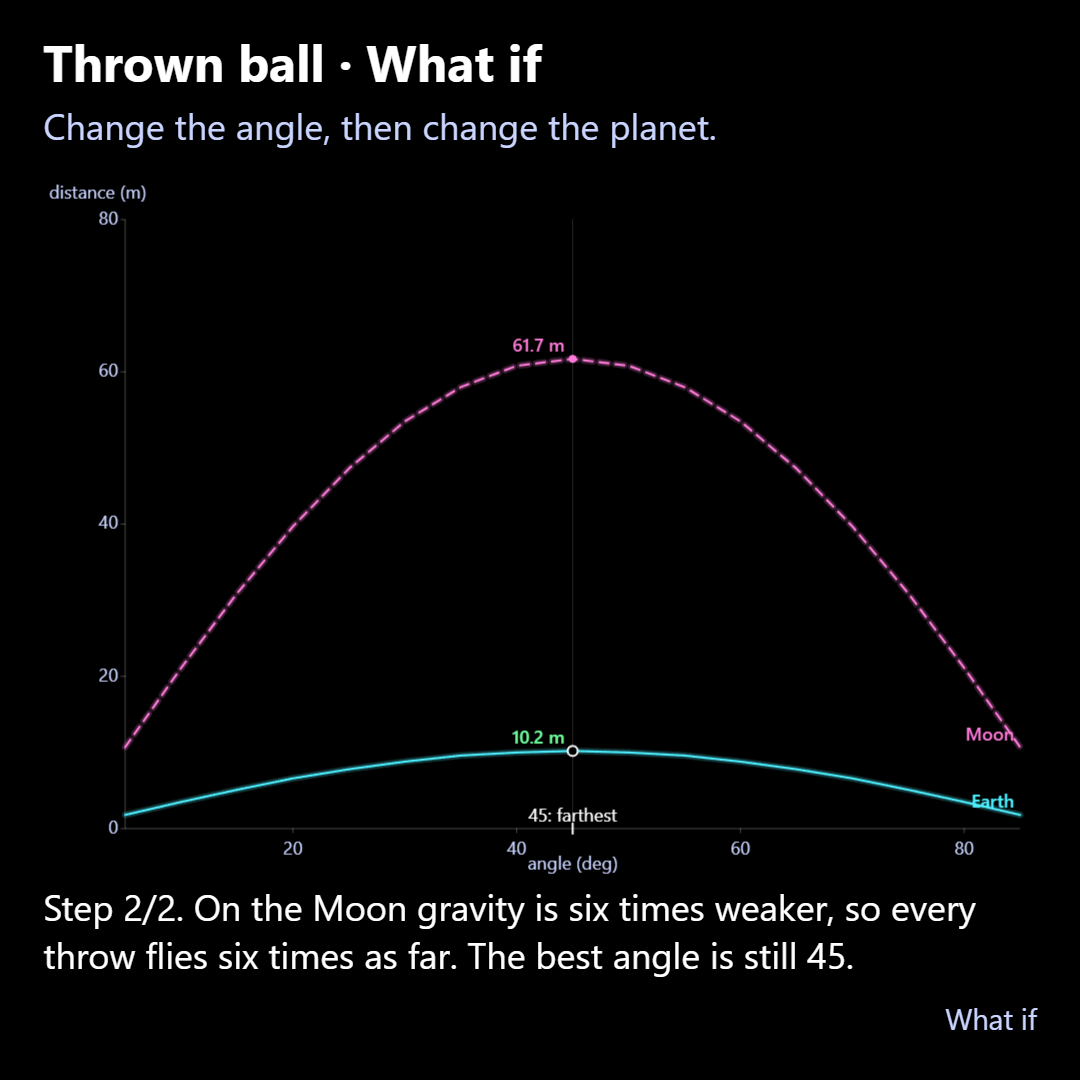 Thrown ball · What if
Change the angle, then change the planet.
distance (m)
80
61.7 m
60
40
20
Moon
10.2 m
Earth
45: farthest
0
20 40 60 80
angle (deg)
Step 2/2. On the Moon gravity is six times weaker, so every
throw flies six times as far. The best angle is still 45.
What if